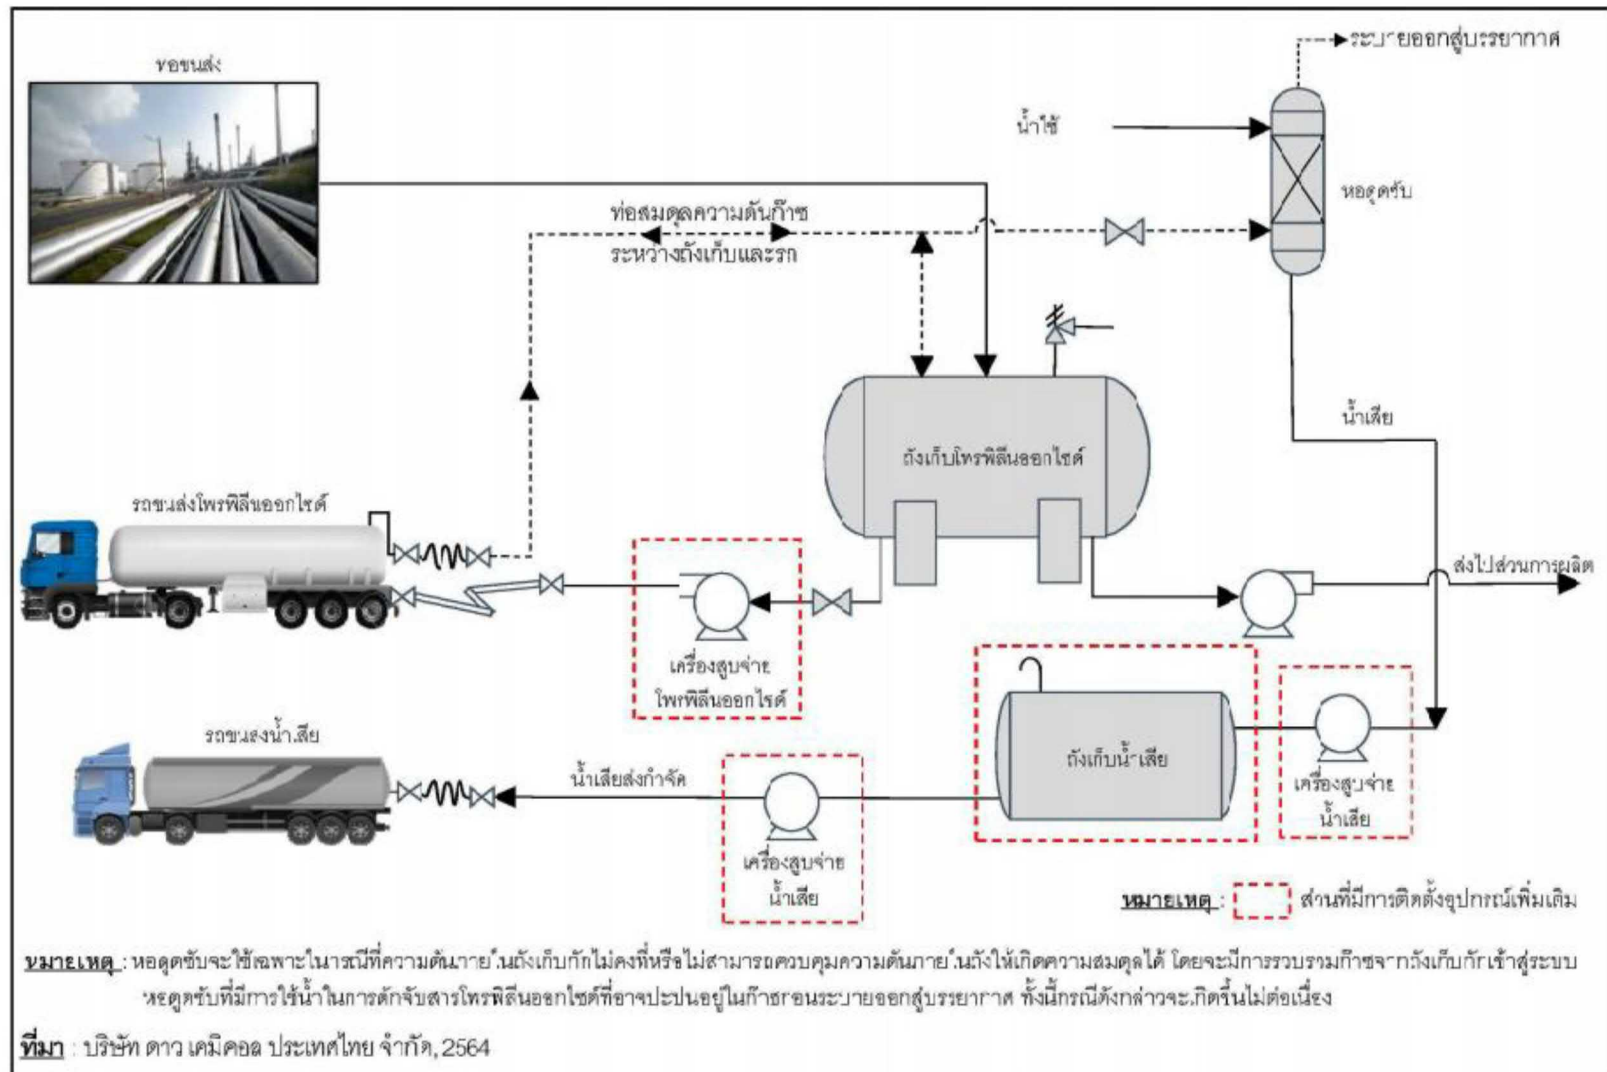 ท่อขนส่ง
ระบายออกสู่บรรยากาศ
น้ำใช้
หอดูดซับ
ท่อสมดุลความดันก๊าซ
ระหว่างถังเก็บและรถ
น้ำเสีย
ถังเก็บโพรพิลีนออกไซด์
รถขนส่งโพรพิลีนออกไซด์
ส่งไปส่วนการผลิต
เครื่องสูบจ่าย
โพรพิลีนออกไซด์
รถขนส่งน้ำเสีย
น้ำเสียส่งกำจัด
ถังเก็บน้ำเสีย
เครื่องสูบจ่าย
น้ำเสีย
เครื่องสูบจ่าย
น้ำเสีย
หมายเหตุ : ส่วนที่มีการติดตั้งอุปกรณ์เพิ่มเติม
หมายเหตุ : หอดูดซับจะใช้เฉพาะในกรณีที่ความดันภายในถังเก็บกักไม่คงที่หรือไม่สามารถควบคุมความดันภายในถังให้เกิดความสมดุลได้ โดยจะมีการรวบรวมก๊าซจากถังเก็บกักเข้าสู่ระบบ
หอดูดซับที่มีการใช้น้ำในการดักจับสารโพรพิลีนออกไซด์ที่อาจปะปนอยู่ในก๊าซก่อนระบายออกสู่บรรยากาศ ทั้งนี้กรณีดังกล่าวจะเกิดขึ้นไม่ต่อเนื่อง
ที่มา : บริษัท ดาว เคมิคอล ประเทศไทย จำกัด, 2564